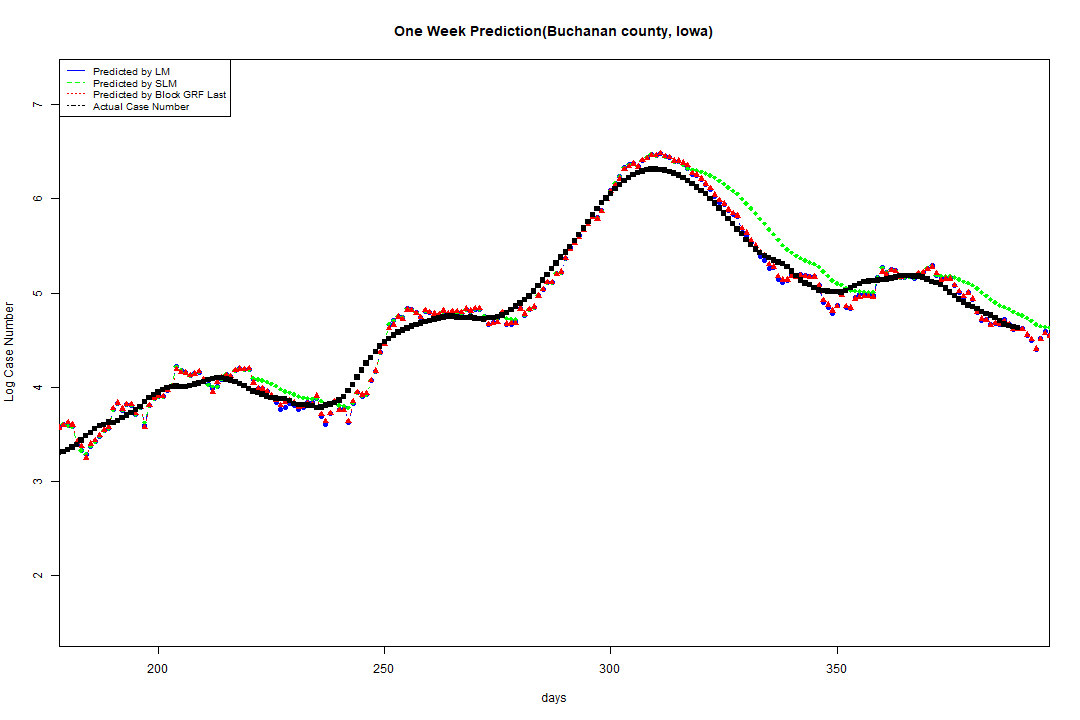 One Week Prediction(Buchanan county, Iowa)
Predicted by LM
Predicted by SLM
Predicted by Block GRF Last
Actual Case Number
7
6
5
4
3
2
Log Case Number
200 250 300 350
days